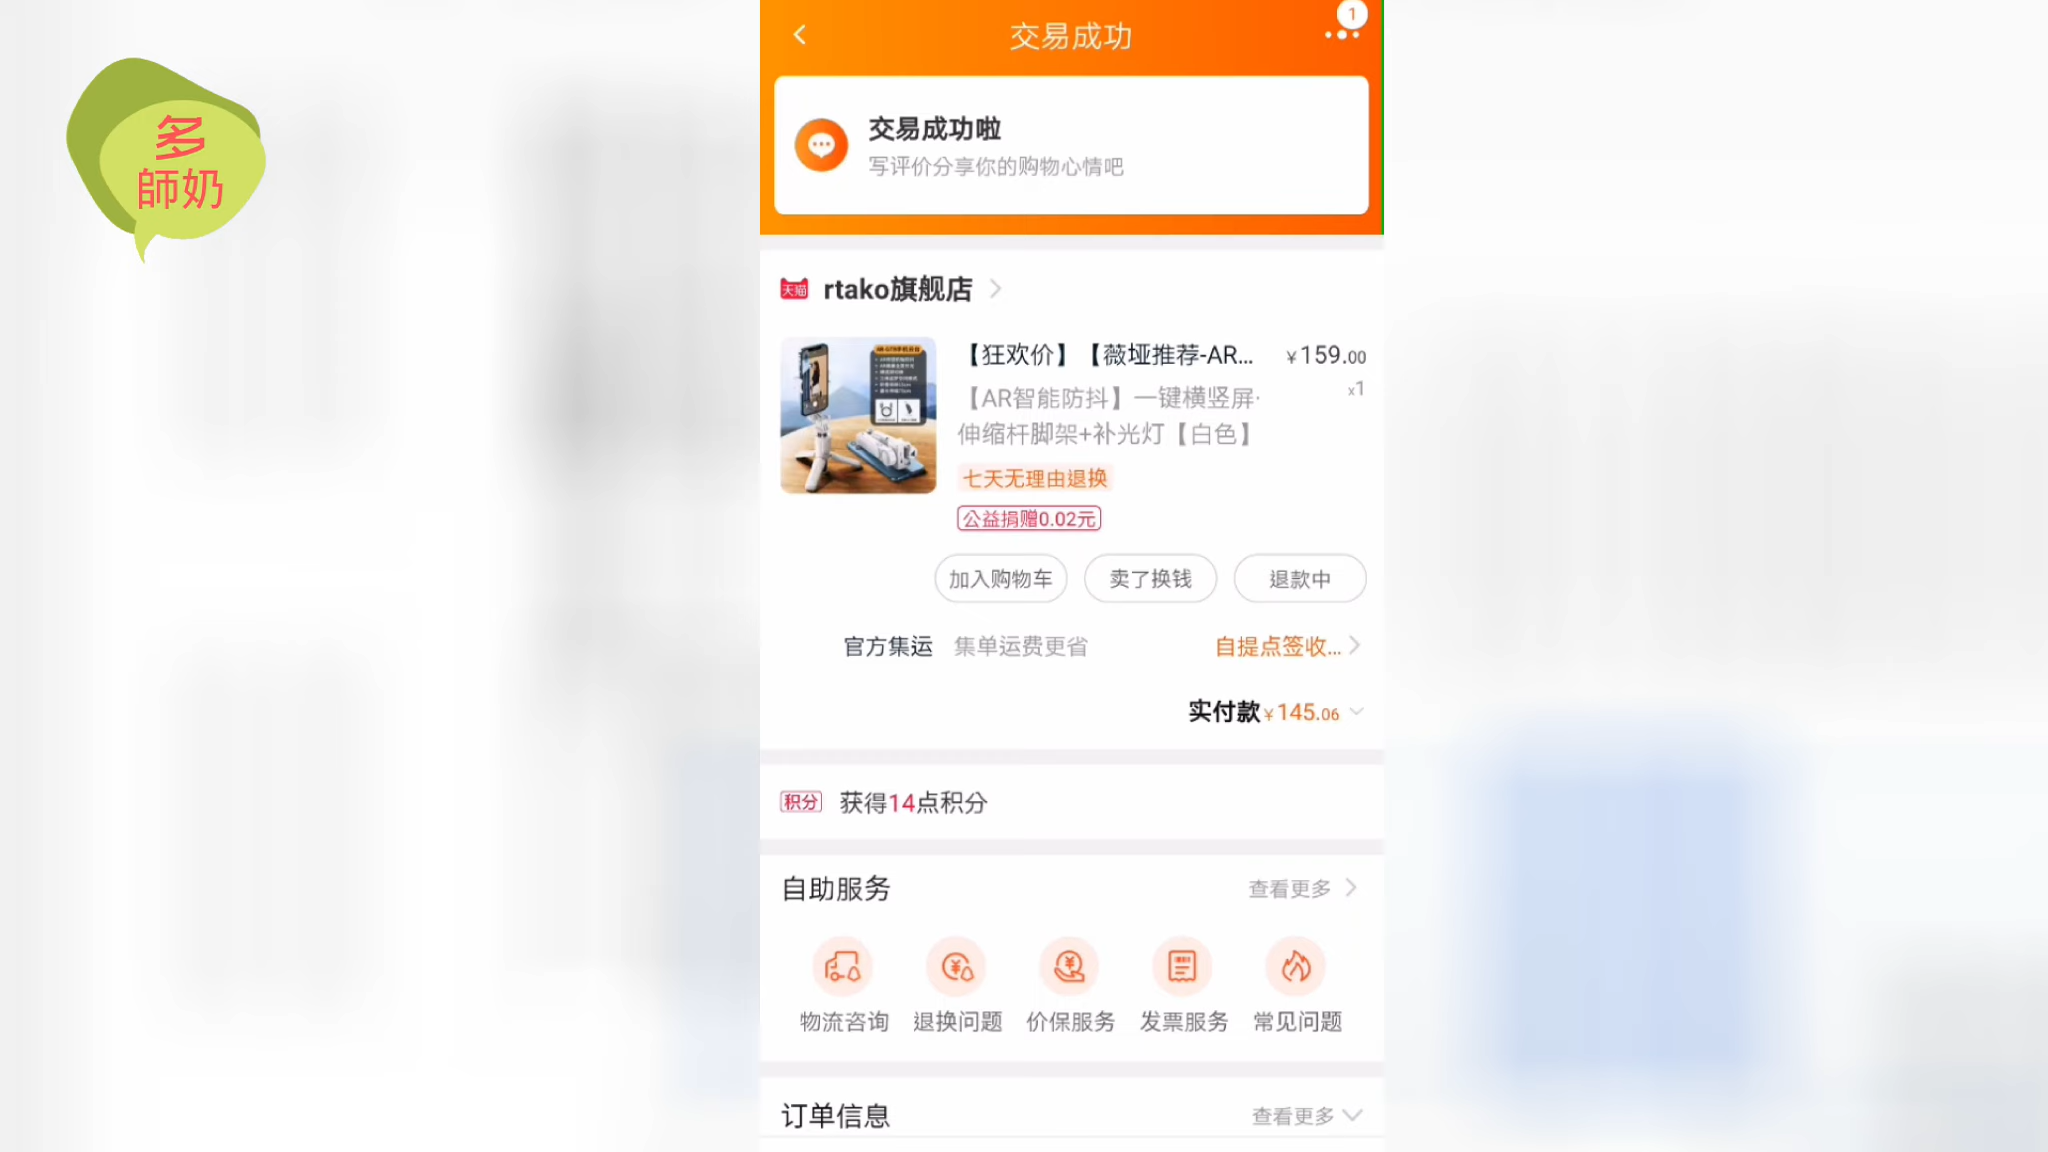 多
師奶
交易成功
1
交易成功啦
写评价分享你的购物心情吧
天猫 rtako旗舰店
【狂欢价】【薇娅推荐-AR... ¥159.00
【AR智能防抖】一键横竖屏· x1
伸缩杆脚架+补光灯【白色】
七天无理由退换
公益捐赠0.02元
加入购物车 卖了换钱 退款中
官方集运 集单运费更省 自提点签收...
实付款¥145.06
积分 获得14点积分
自助服务 查看更多
物流咨询 退换问题 价保服务 发票服务 常见问题
订单信息 查看更多